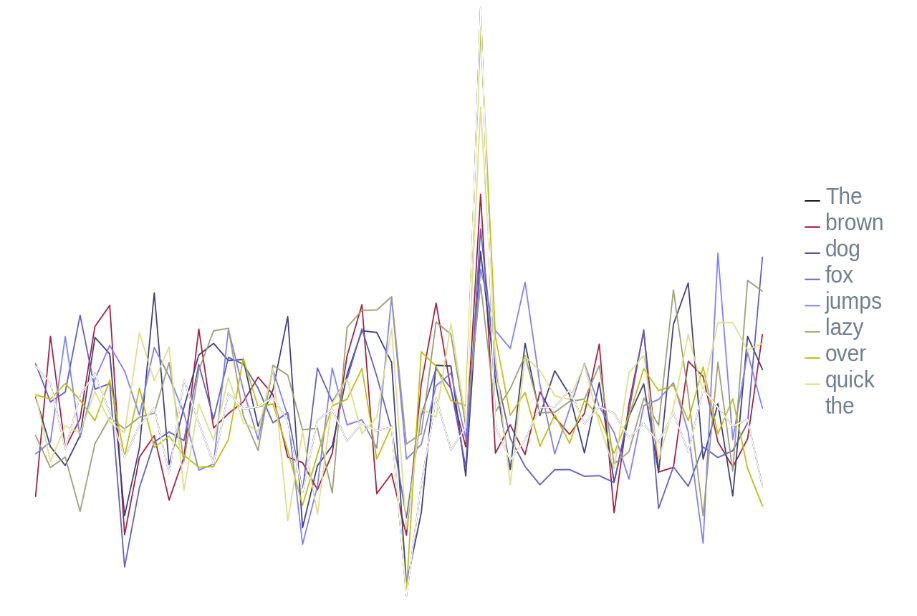 The
brown
dog
fox
jumps
lazy
over
quick
the